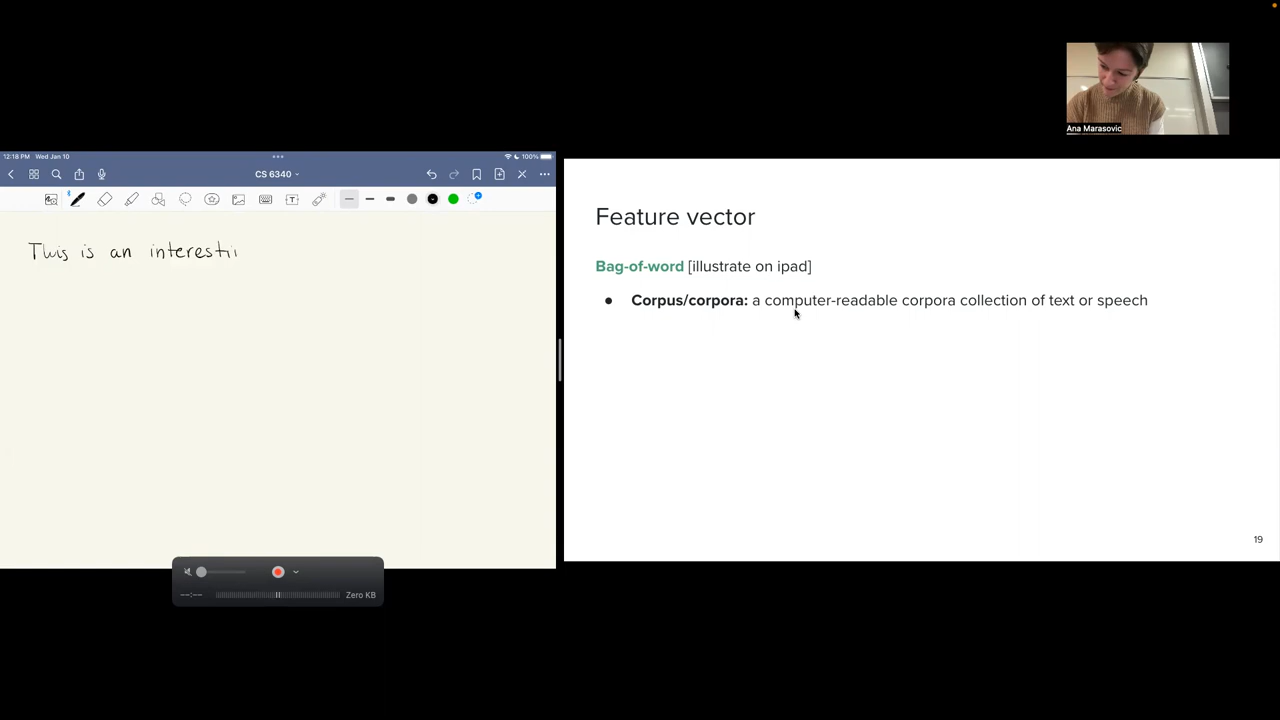 Ana Marasovic
12:18 PM Wed Jan 10
100%
CS 6340
This is an interesti
Zero KB
Feature vector
Bag-of-word [illustrate on ipad]
● Corpus/corpora: a computer-readable corpora collection of text or speech
19